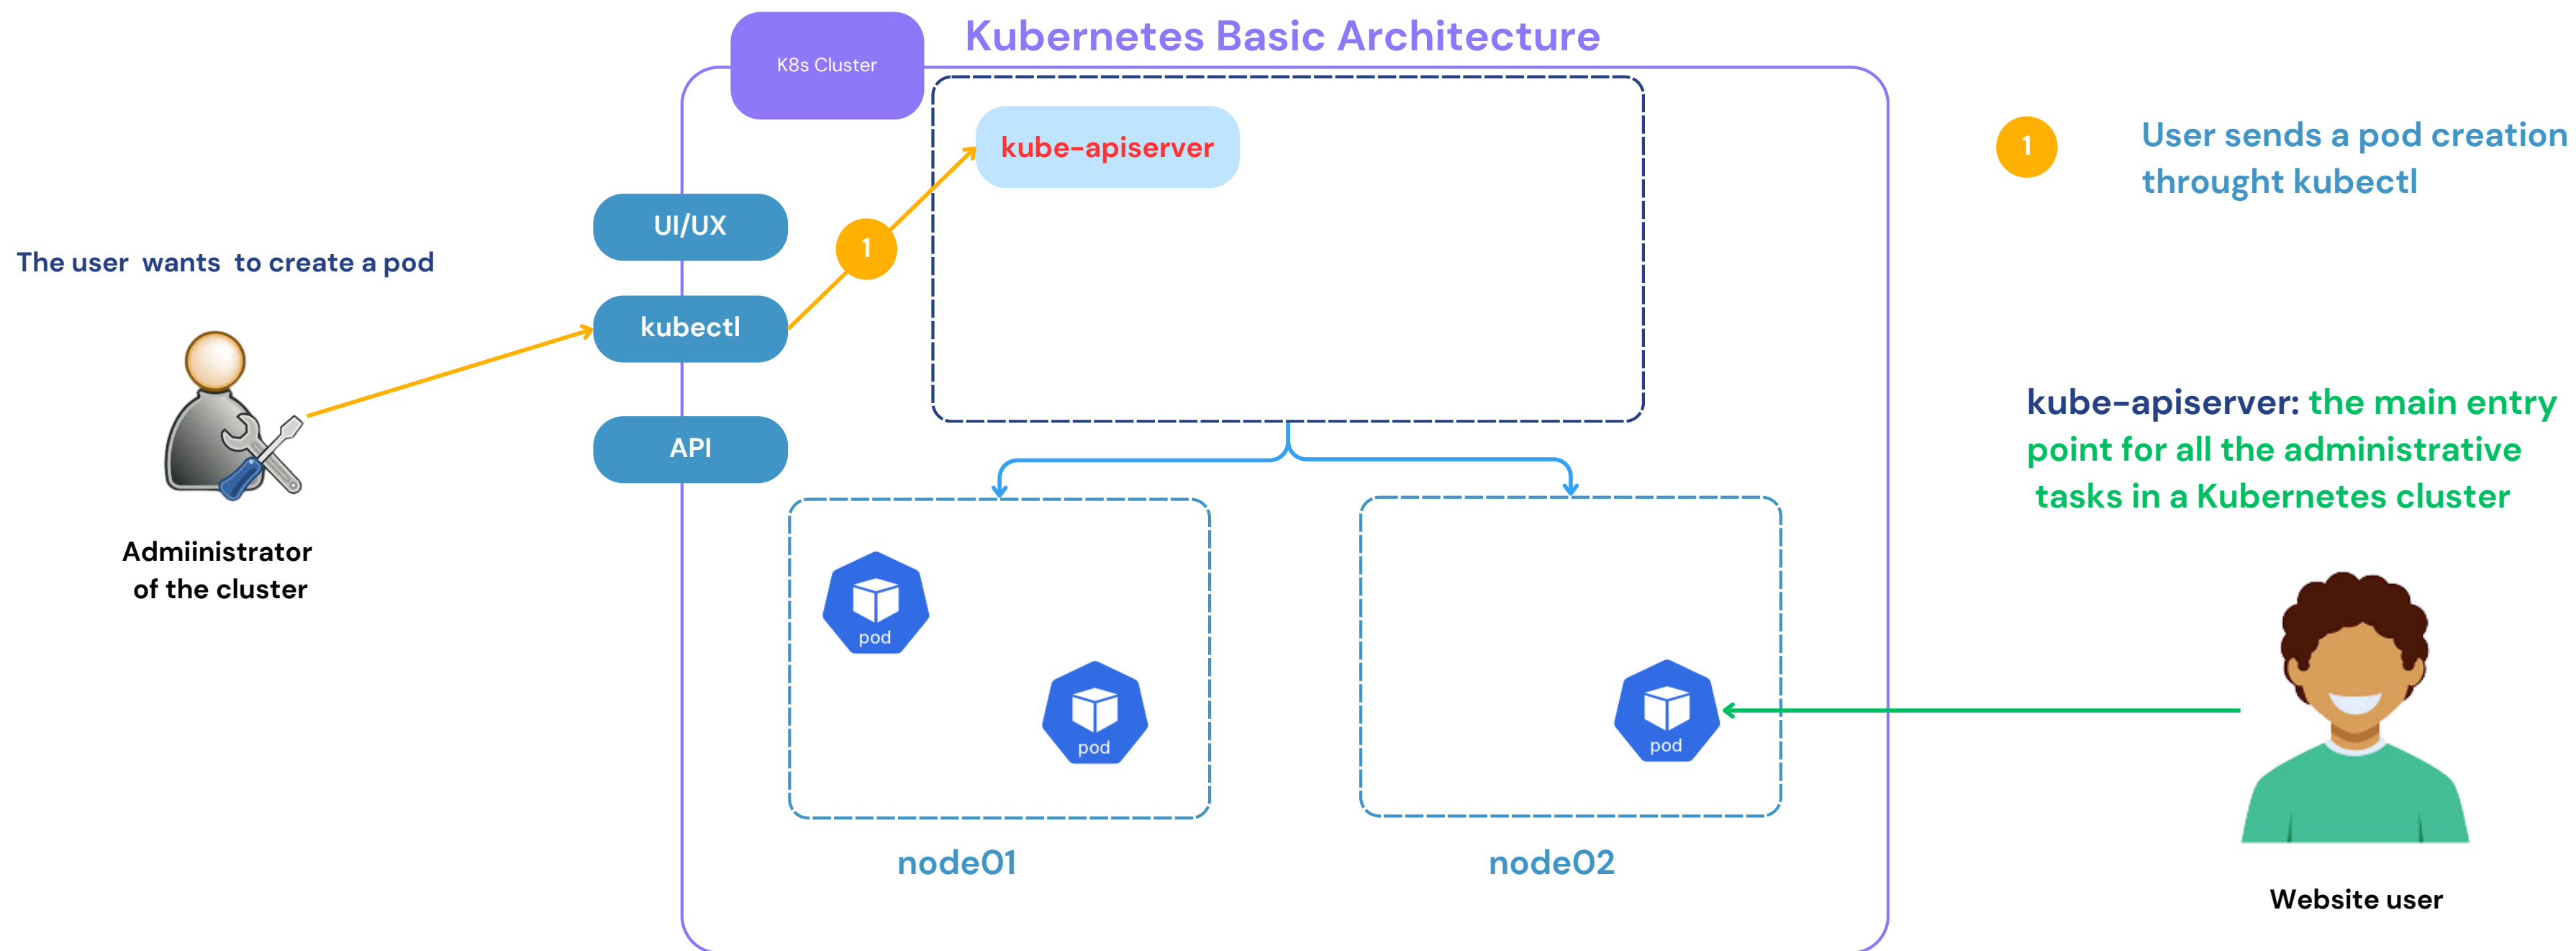 Kubernetes Basic Architecture
K8s Cluster
kube-apiserver
1
User sends a pod creation
throught kubectl
UI/UX
1
The user wants to create a pod
kubectl
kube-apiserver: the main entry
point for all the administrative
tasks in a Kubernetes cluster
API
Admiinistrator
of the cluster
pod
pod
pod
node01
node02
Website user